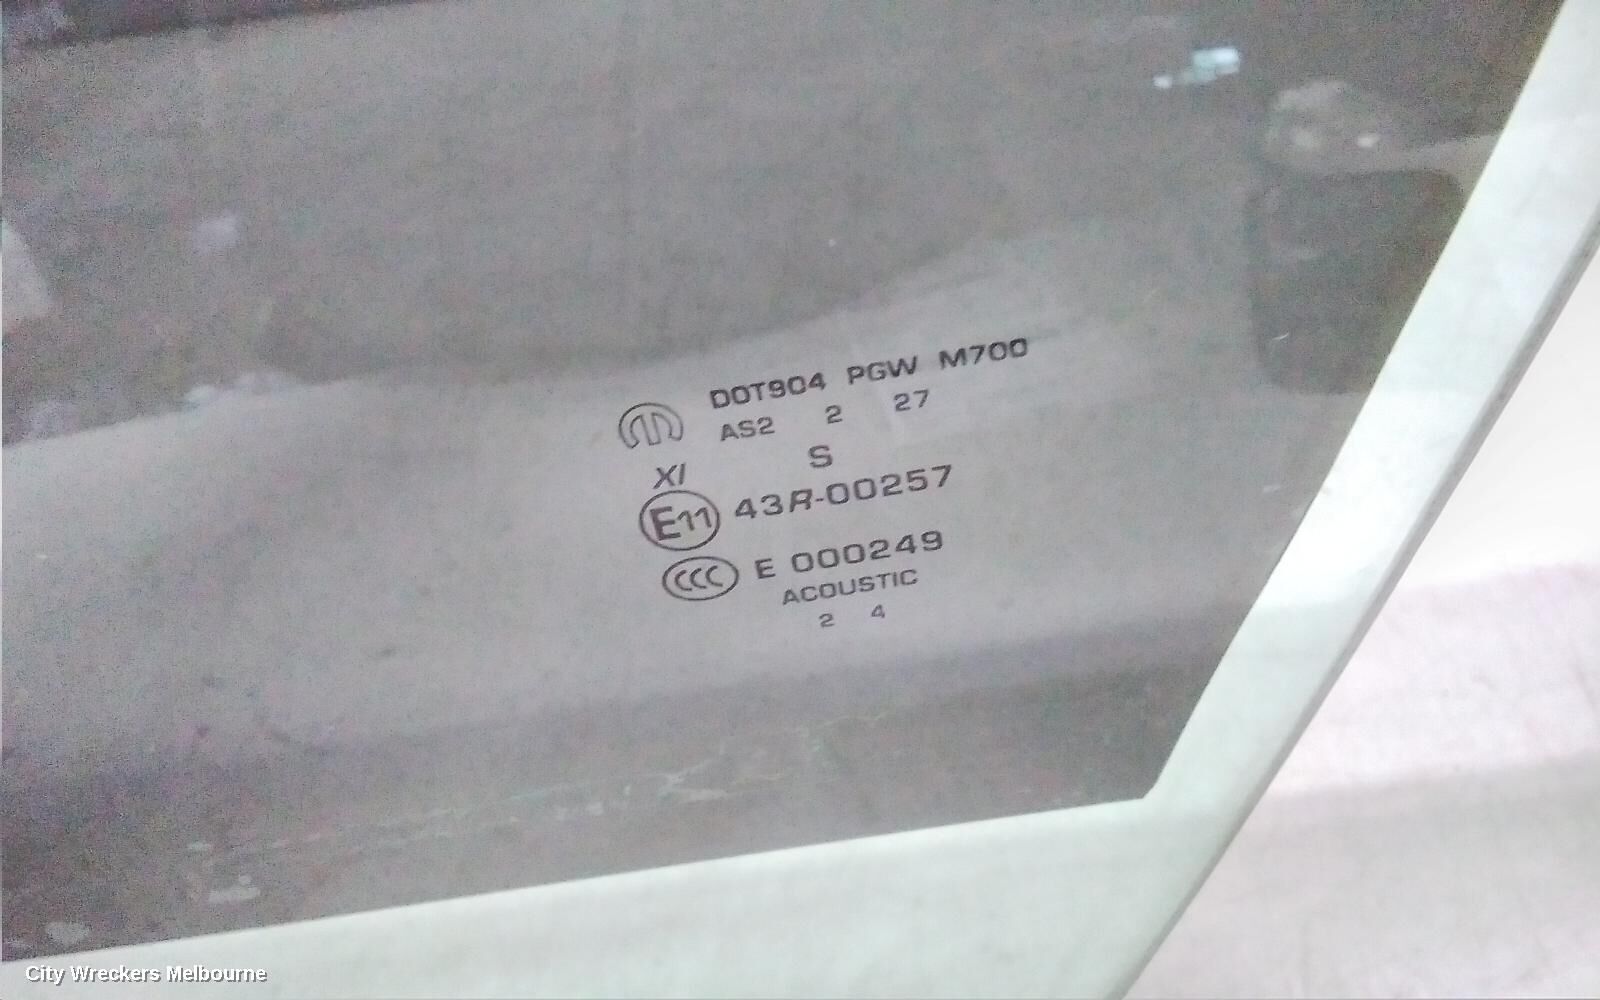 DOT904 PGW M700
AS2 2 27
XI S
E11 43R-00257
CCC E 000249
ACOUSTIC
2 4
City Wreckers Melbourne